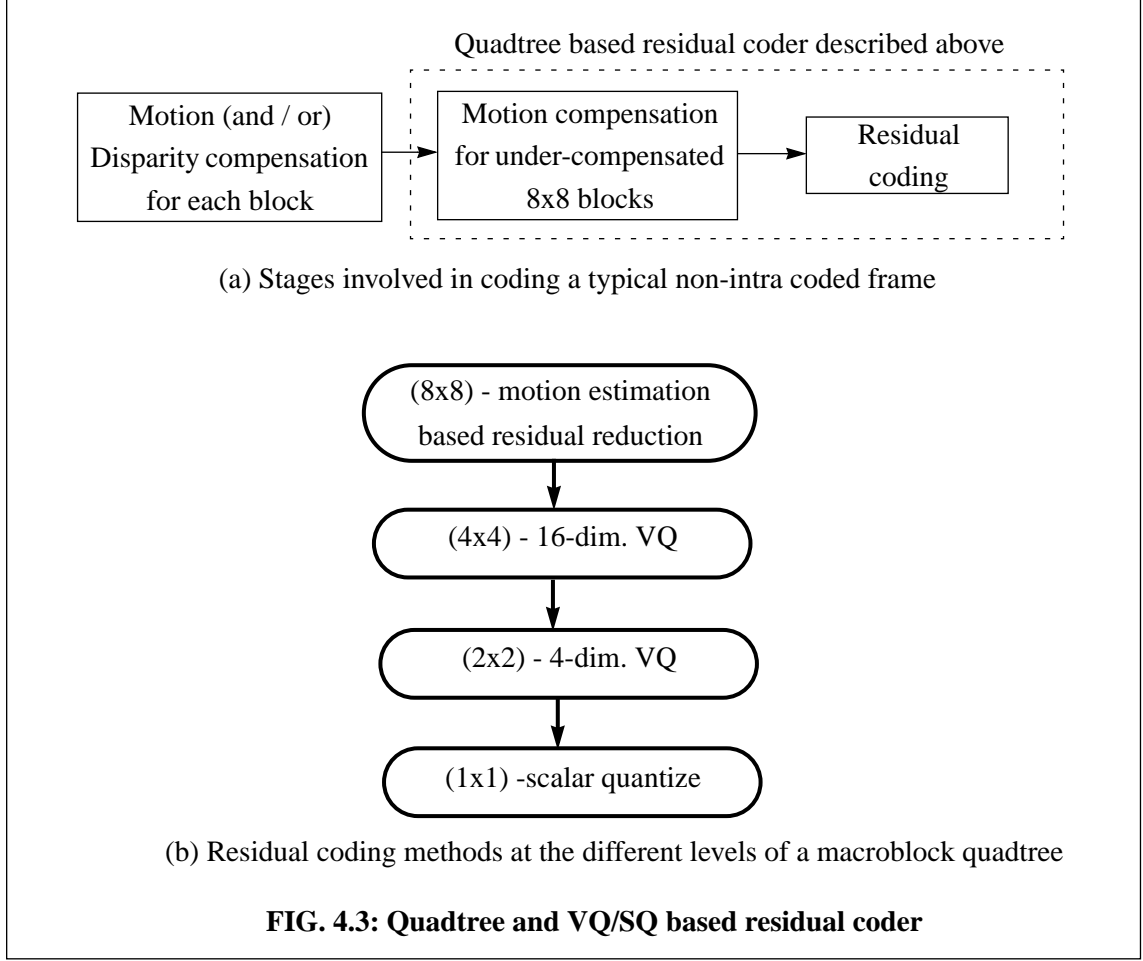 Quadtree based residual coder described above
Motion (and / or)
Disparity compensation
for each block
Motion compensation
for under-compensated
8x8 blocks
Residual
coding
(a) Stages involved in coding a typical non-intra coded frame
(8x8) - motion estimation
based residual reduction
(4x4) - 16-dim. VQ
(2x2) - 4-dim. VQ
(1x1) -scalar quantize
(b) Residual coding methods at the different levels of a macroblock quadtree
FIG. 4.3: Quadtree and VQ/SQ based residual coder